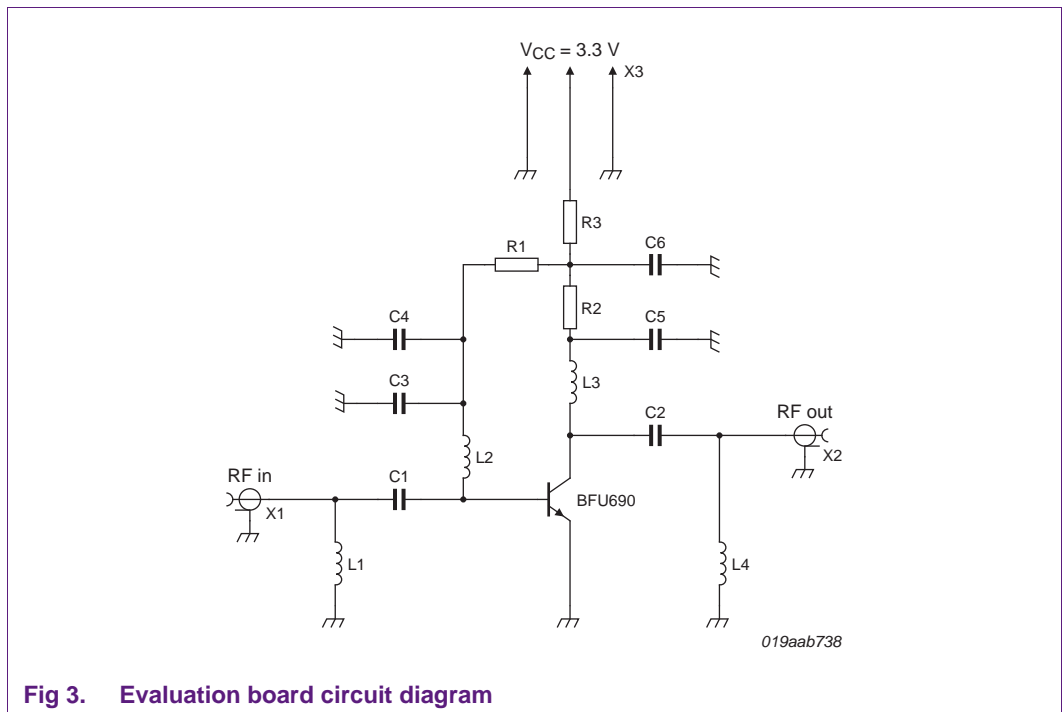 VCC = 3.3 V
X3
R3
R1
C6
R2
C4
C5
L3
C3
C2
RF out
L2
X2
RF in
C1
BFU690
X1
L1
L4
019aab738
Fig 3. Evaluation board circuit diagram